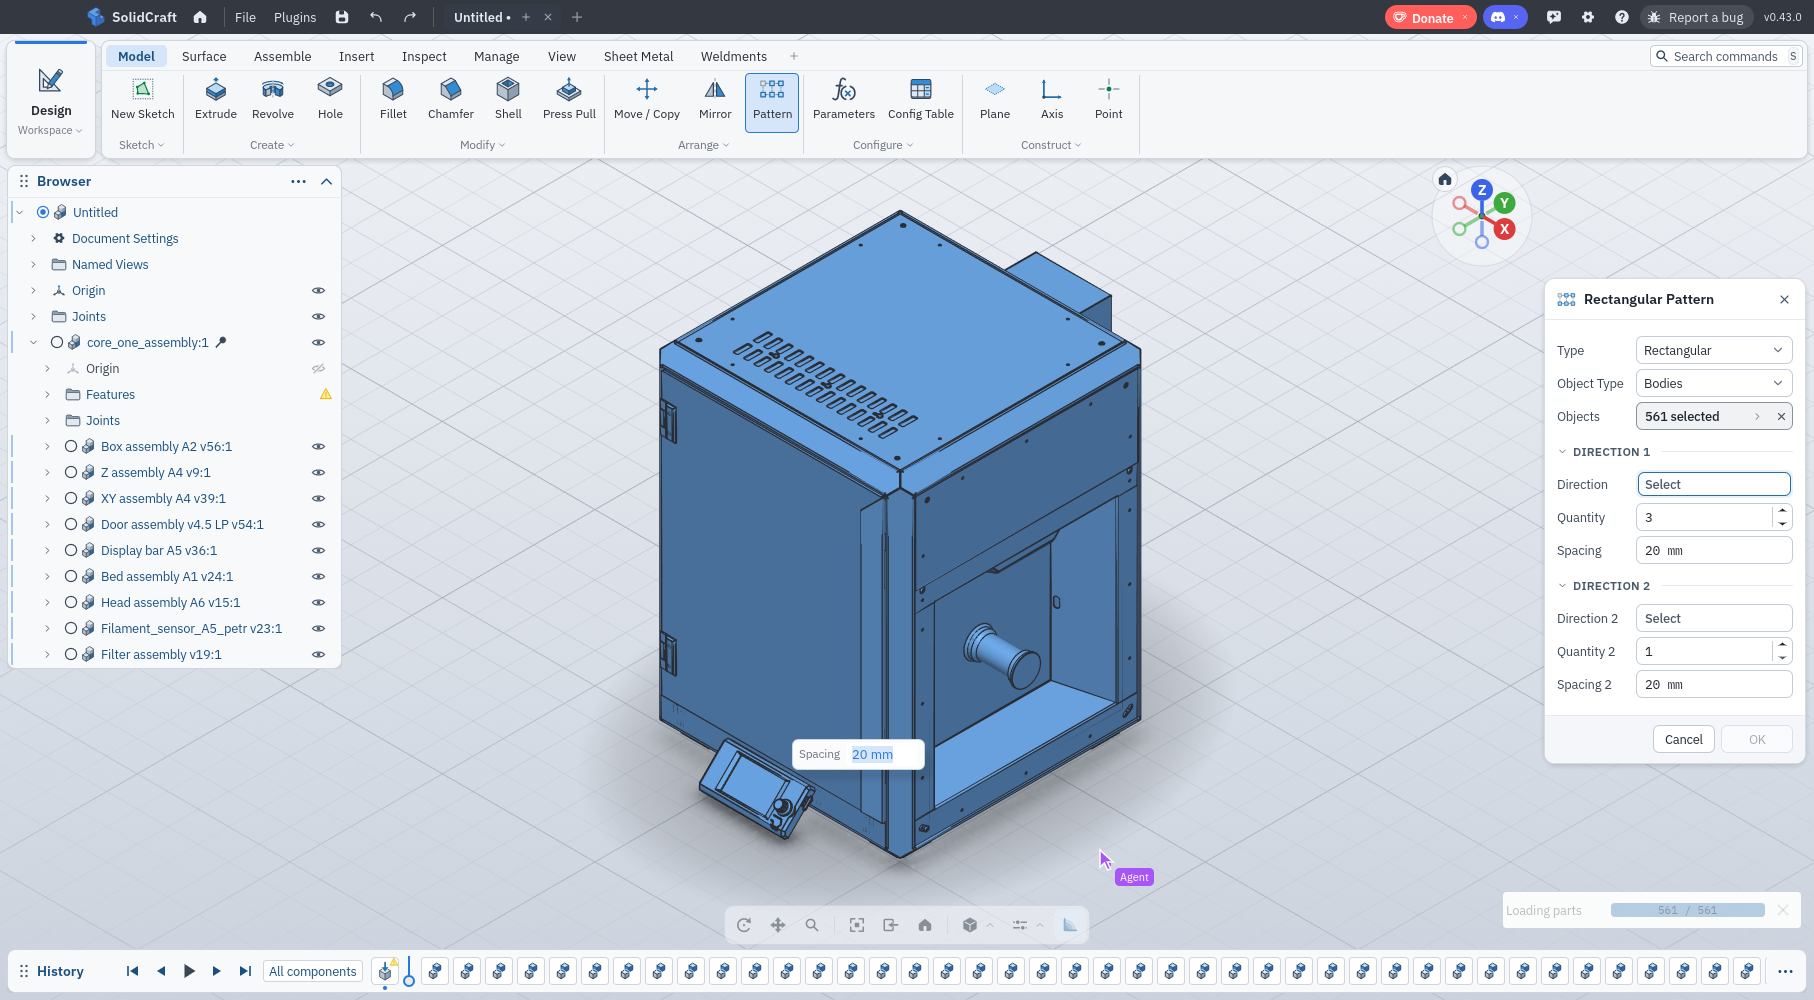 SolidCraft File Plugins Untitled • Donate Report a bug v0.43.0
Model Surface Assemble Insert Inspect Manage View Sheet Metal Weldments Search commands S
Design
Workspace
New Sketch Extrude Revolve Hole Fillet Chamfer Shell Press Pull Move / Copy Mirror Pattern Parameters Config Table Plane Axis Point
Sketch Create Modify Arrange Configure Construct
Browser
Untitled
Document Settings
Named Views
Origin
Joints
core_one_assembly:1
Origin
Features
Joints
Box assembly A2 v56:1
Z assembly A4 v9:1
XY assembly A4 v39:1
Door assembly v4.5 LP v54:1
Display bar A5 v36:1
Bed assembly A1 v24:1
Head assembly A6 v15:1
Filament_sensor_A5_petr v23:1
Filter assembly v19:1
Z
Y
X
Rectangular Pattern
Type Rectangular
Object Type Bodies
Objects 561 selected
DIRECTION 1
Direction Select
Quantity 3
Spacing 20 mm
DIRECTION 2
Direction 2 Select
Quantity 2 1
Spacing 2 20 mm
Cancel OK
Spacing 20 mm
Agent
Loading parts 561 / 561
History All components